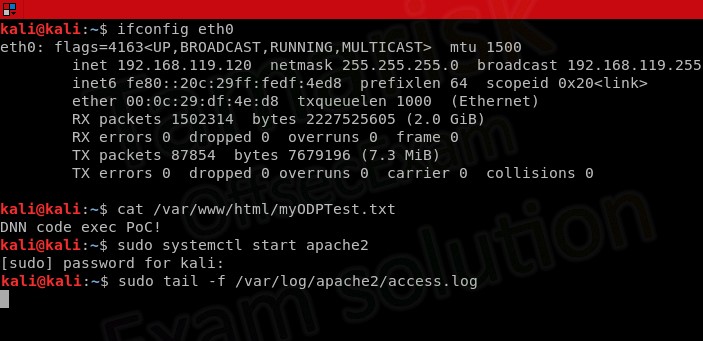 kali@kali:~$ ifconfig eth0
eth0: flags=4163<UP,BROADCAST,RUNNING,MULTICAST>  mtu 1500
        inet 192.168.119.120  netmask 255.255.255.0  broadcast 192.168.119.255
        inet6 fe80::20c:29ff:fedf:4ed8  prefixlen 64  scopeid 0x20<link>
        ether 00:0c:29:df:4e:d8  txqueuelen 1000  (Ethernet)
        RX packets 1502314  bytes 2227525605 (2.0 GiB)
        RX errors 0  dropped 0  overruns 0  frame 0
        TX packets 87854  bytes 7679196 (7.3 MiB)
        TX errors 0  dropped 0 overruns 0  carrier 0  collisions 0
kali@kali:~$ cat /var/www/html/myODPTest.txt
DNN code exec PoC!
kali@kali:~$ sudo systemctl start apache2
[sudo] password for kali:
kali@kali:~$ sudo tail -f /var/log/apache2/access.log
OffsecExam
Exam solution